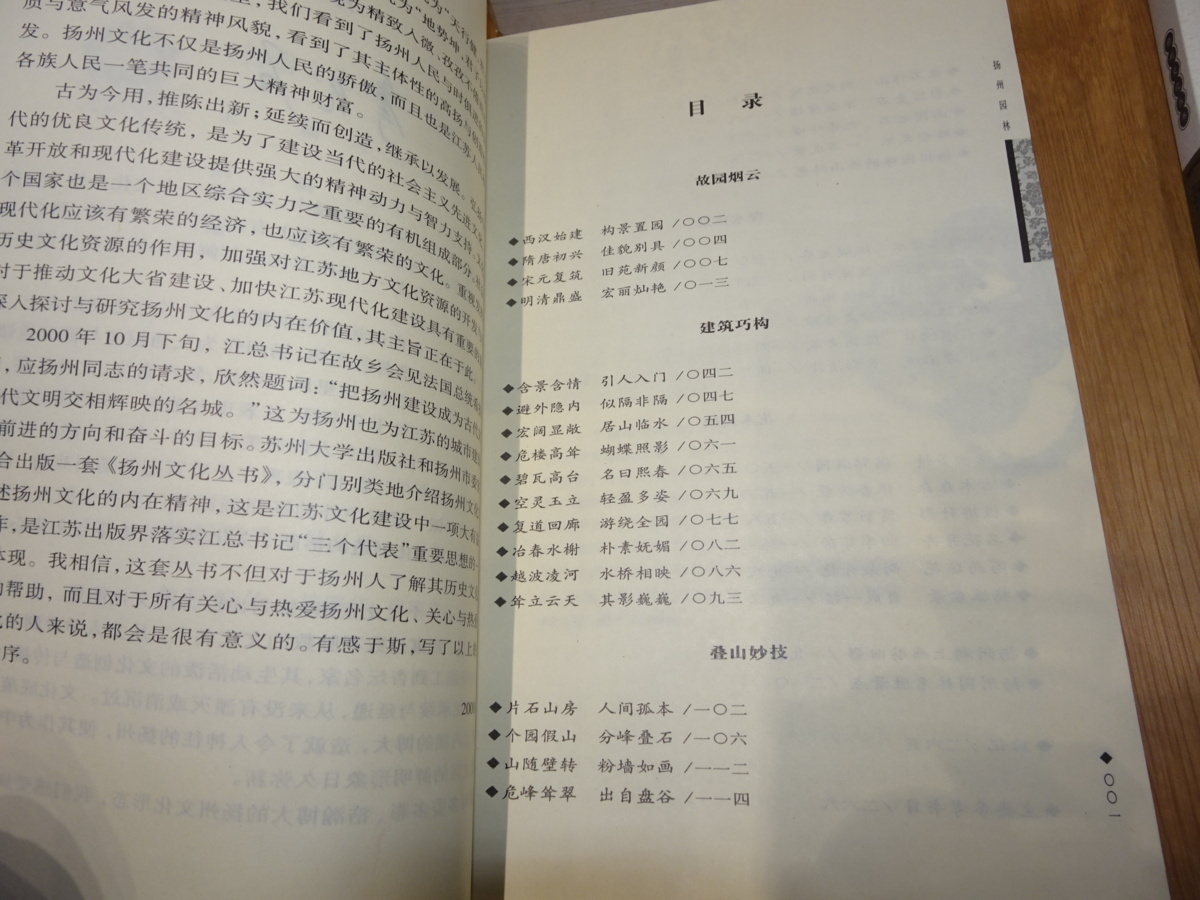 质与意气风发的精神风貌，看到了其主体性的高扬与
发。扬州文化不仅是扬州人民的骄傲，而且也是江苏人
各族人民一笔共同的巨大精神财富。
古为今用，推陈出新；延续而创造，继承以发展。
代的优良文化传统，是为了建设当代的社会主义先进文化
革开放和现代化建设提供强大的精神动力与智力支持。
个国家也是一个地区综合实力之重要的有机组成部分。
现代化应该有繁荣的经济，也应该有繁荣的文化。重视
历史文化资源的作用，加强对江苏地方文化资源的开发
对于推动文化大省建设、加快江苏现代化建设具有重要的
深入探讨与研究扬州文化的内在价值，其主旨正在于此。
2000年10月下旬，江总书记在故乡会见法国总统
，应扬州同志的请求，欣然题词：“把扬州建设成为古代
代文明交相辉映的名城。”这为扬州也为江苏的城市建
前进的方向和奋斗的目标。苏州大学出版社和扬州市委
合出版一套《扬州文化丛书》，分门别类地介绍扬州文
述扬州文化的内在精神，这是江苏文化建设中一项大有
，是江苏出版界落实江总书记“三个代表”重要思想的
体现。我相信，这套丛书不但对于扬州人了解其历史文
的帮助，而且对于所有关心与热爱扬州文化、关心与热
的人来说，都会是很有意义的。有感于斯，写了以上
序。
200
扬州园林
目 录
故园烟云
◆西汉始建 构景置园 /〇〇二
◆隋唐初兴 佳貌别具 /〇〇四
◆宋元复筑 旧苑新颜 /〇〇七
◆明清鼎盛 宏丽灿艳 /〇一三
建筑巧构
◆含景含情 引人入门 /〇四二
◆避外隐内 似隔非隔 /〇四七
◆宏阔显敞 居山临水 /〇五四
◆危楼高耸 蝴蝶照影 /〇六一
◆碧瓦高台 名曰熙春 /〇六五
◆空灵玉立 轻盈多姿 /〇六九
◆复道回廊 游绕全园 /〇七七
◆冶春水榭 朴素妩媚 /〇八二
◆越波凌河 水桥相映 /〇八六
◆耸立云天 其影巍巍 /〇九三
叠山妙技
◆片石山房 人间孤本 /一〇二
◆个园假山 分峰叠石 /一〇六
◆山随壁转 粉墙如画 /一一二
◆危峰耸翠 出自盘谷 /一一四
◆〇〇一